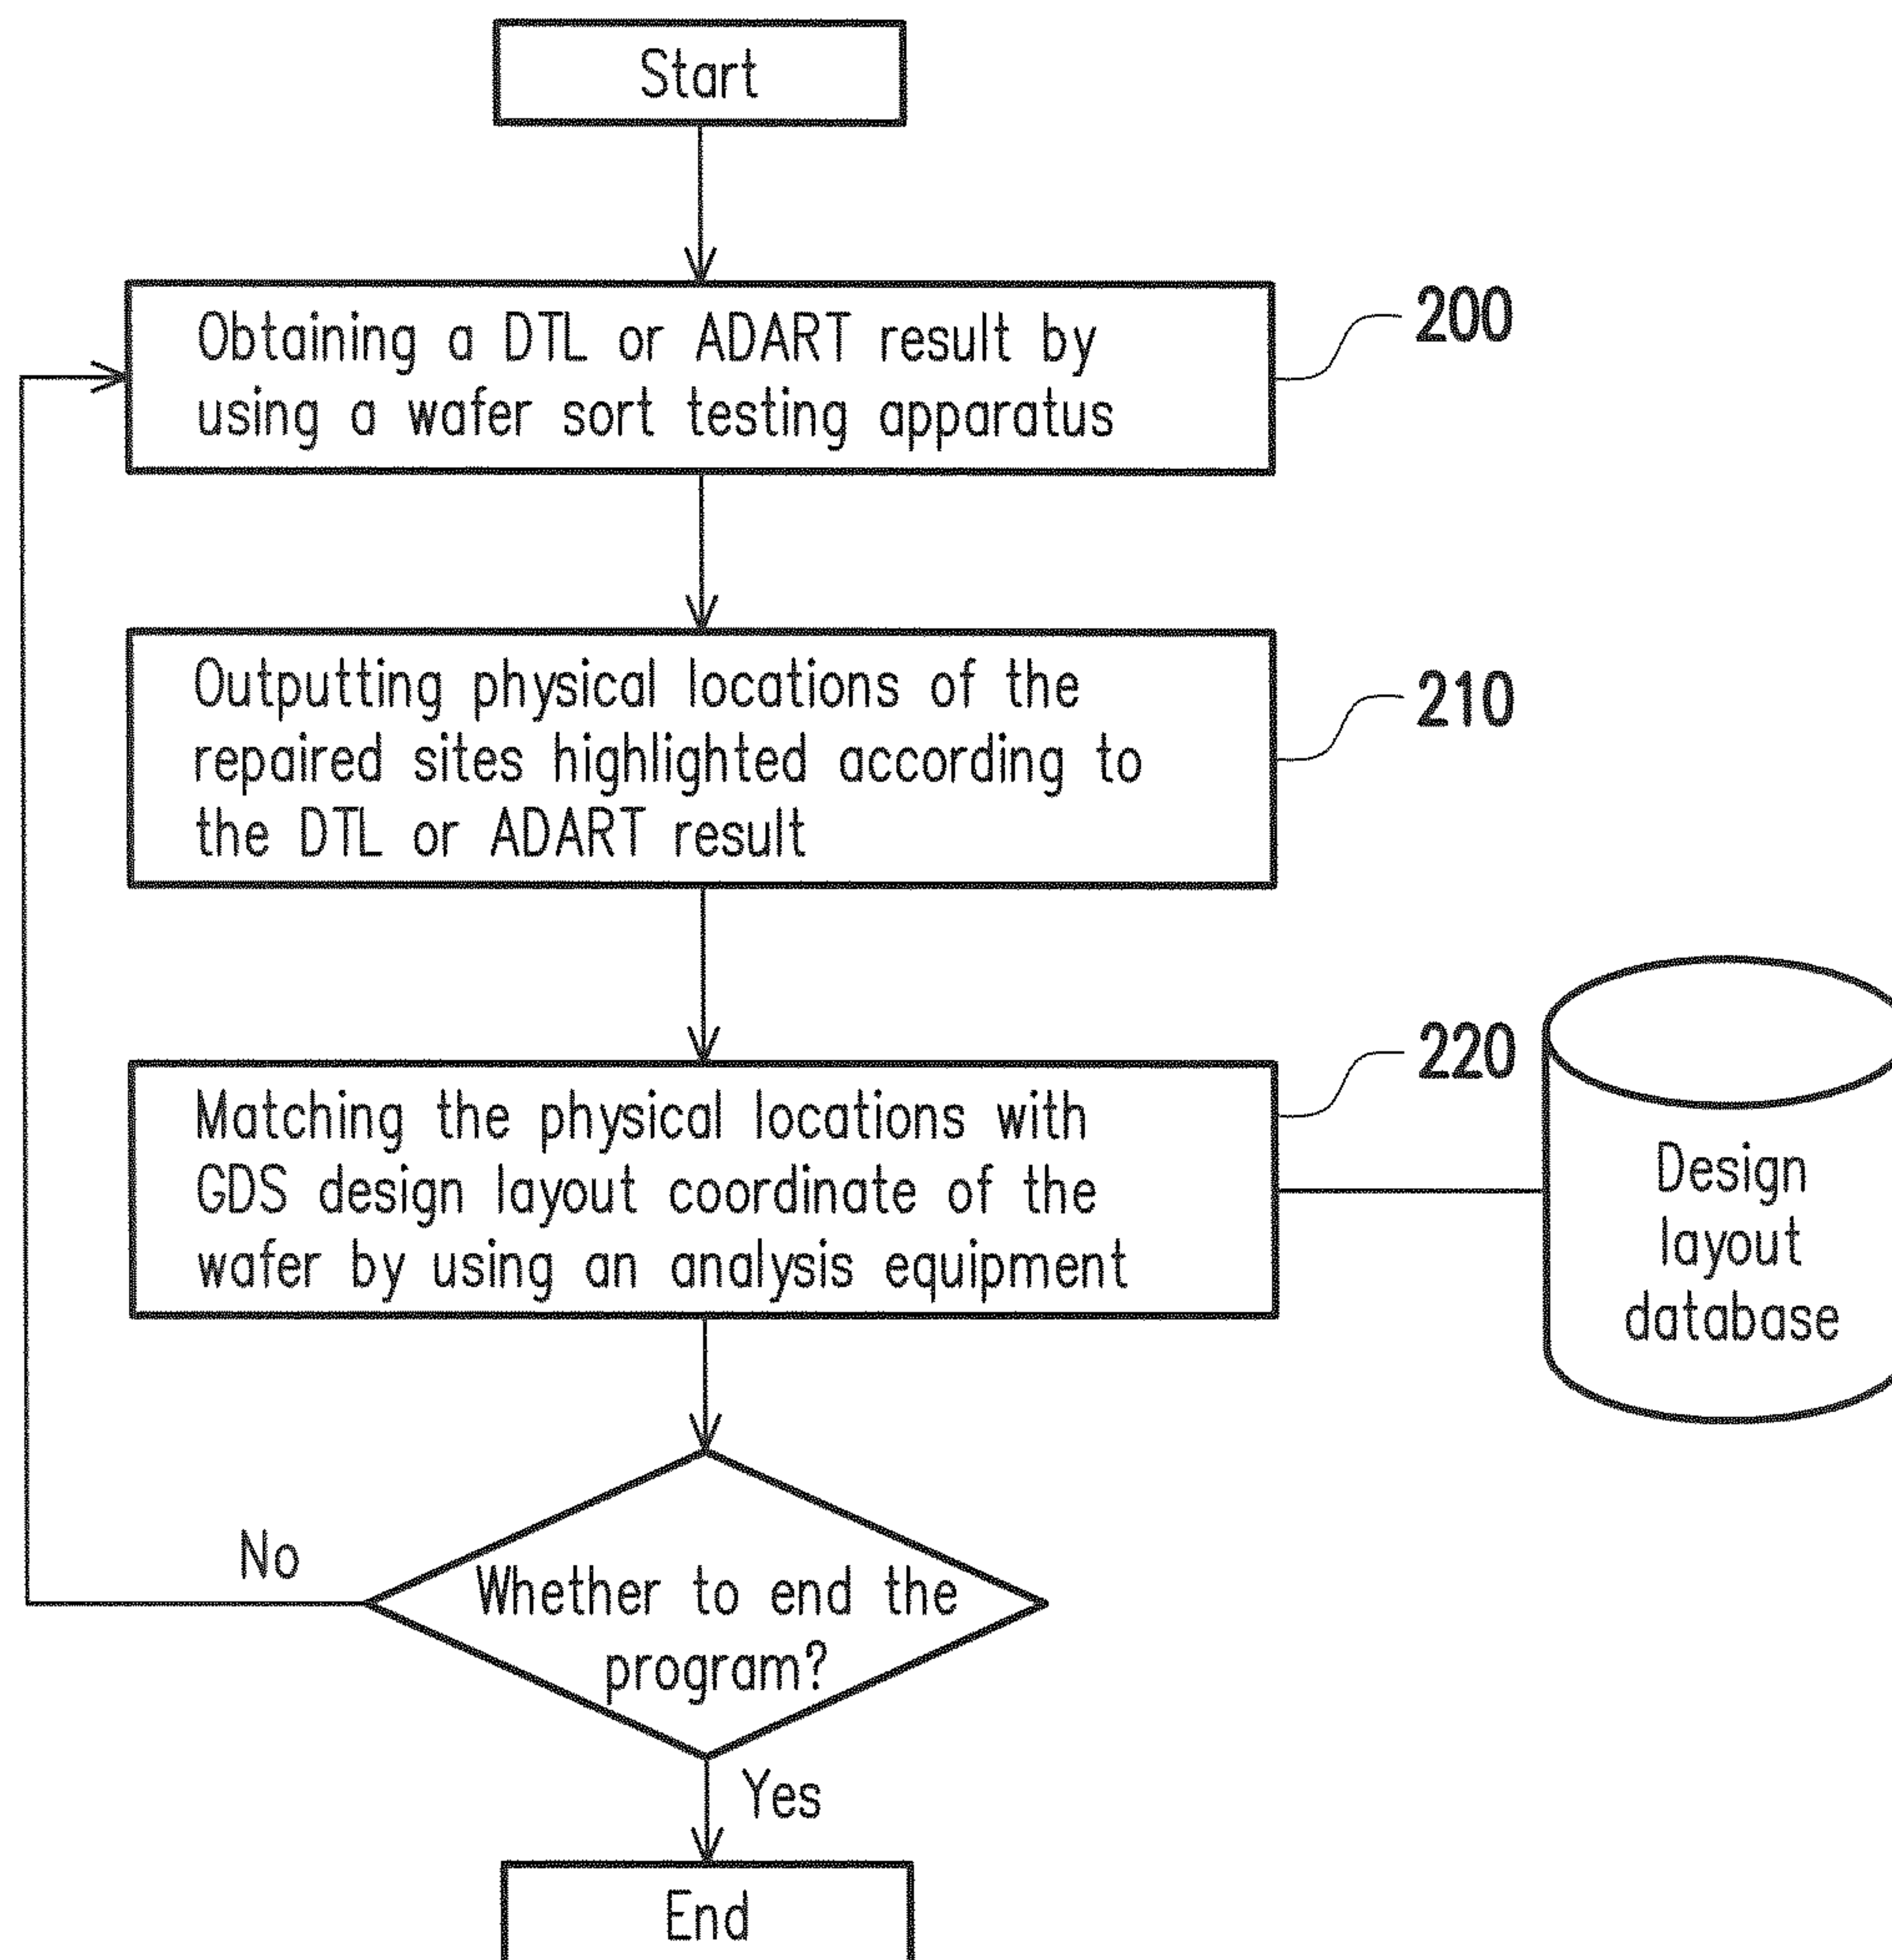 Start
Obtaining a DTL or ADART result by
using a wafer sort testing apparatus
200
Outputting physical locations of the
repaired sites highlighted according to
the DTL or ADART result
210
Matching the physical locations with
GDS design layout coordinate of the
wafer by using an analysis equipment
220
Design
layout
database
No
Whether to end the
program?
Yes
End